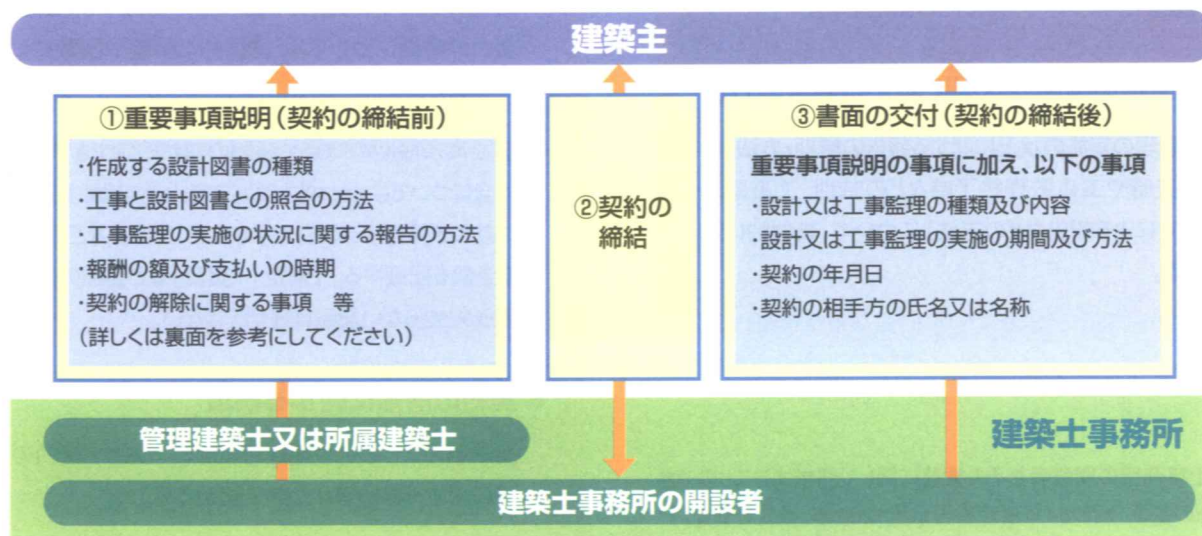 建築主
①重要事項説明（契約の締結前）
・作成する設計図書の種類
・工事と設計図書との照合の方法
・工事監理の実施の状況に関する報告の方法
・報酬の額及び支払いの時期
・契約の解除に関する事項　等
（詳しくは裏面を参考にしてください）
②契約の
締結
③書面の交付（契約の締結後）
重要事項説明の事項に加え、以下の事項
・設計又は工事監理の種類及び内容
・設計又は工事監理の実施の期間及び方法
・契約の年月日
・契約の相手方の氏名又は名称
管理建築士又は所属建築士
建築士事務所
建築士事務所の開設者